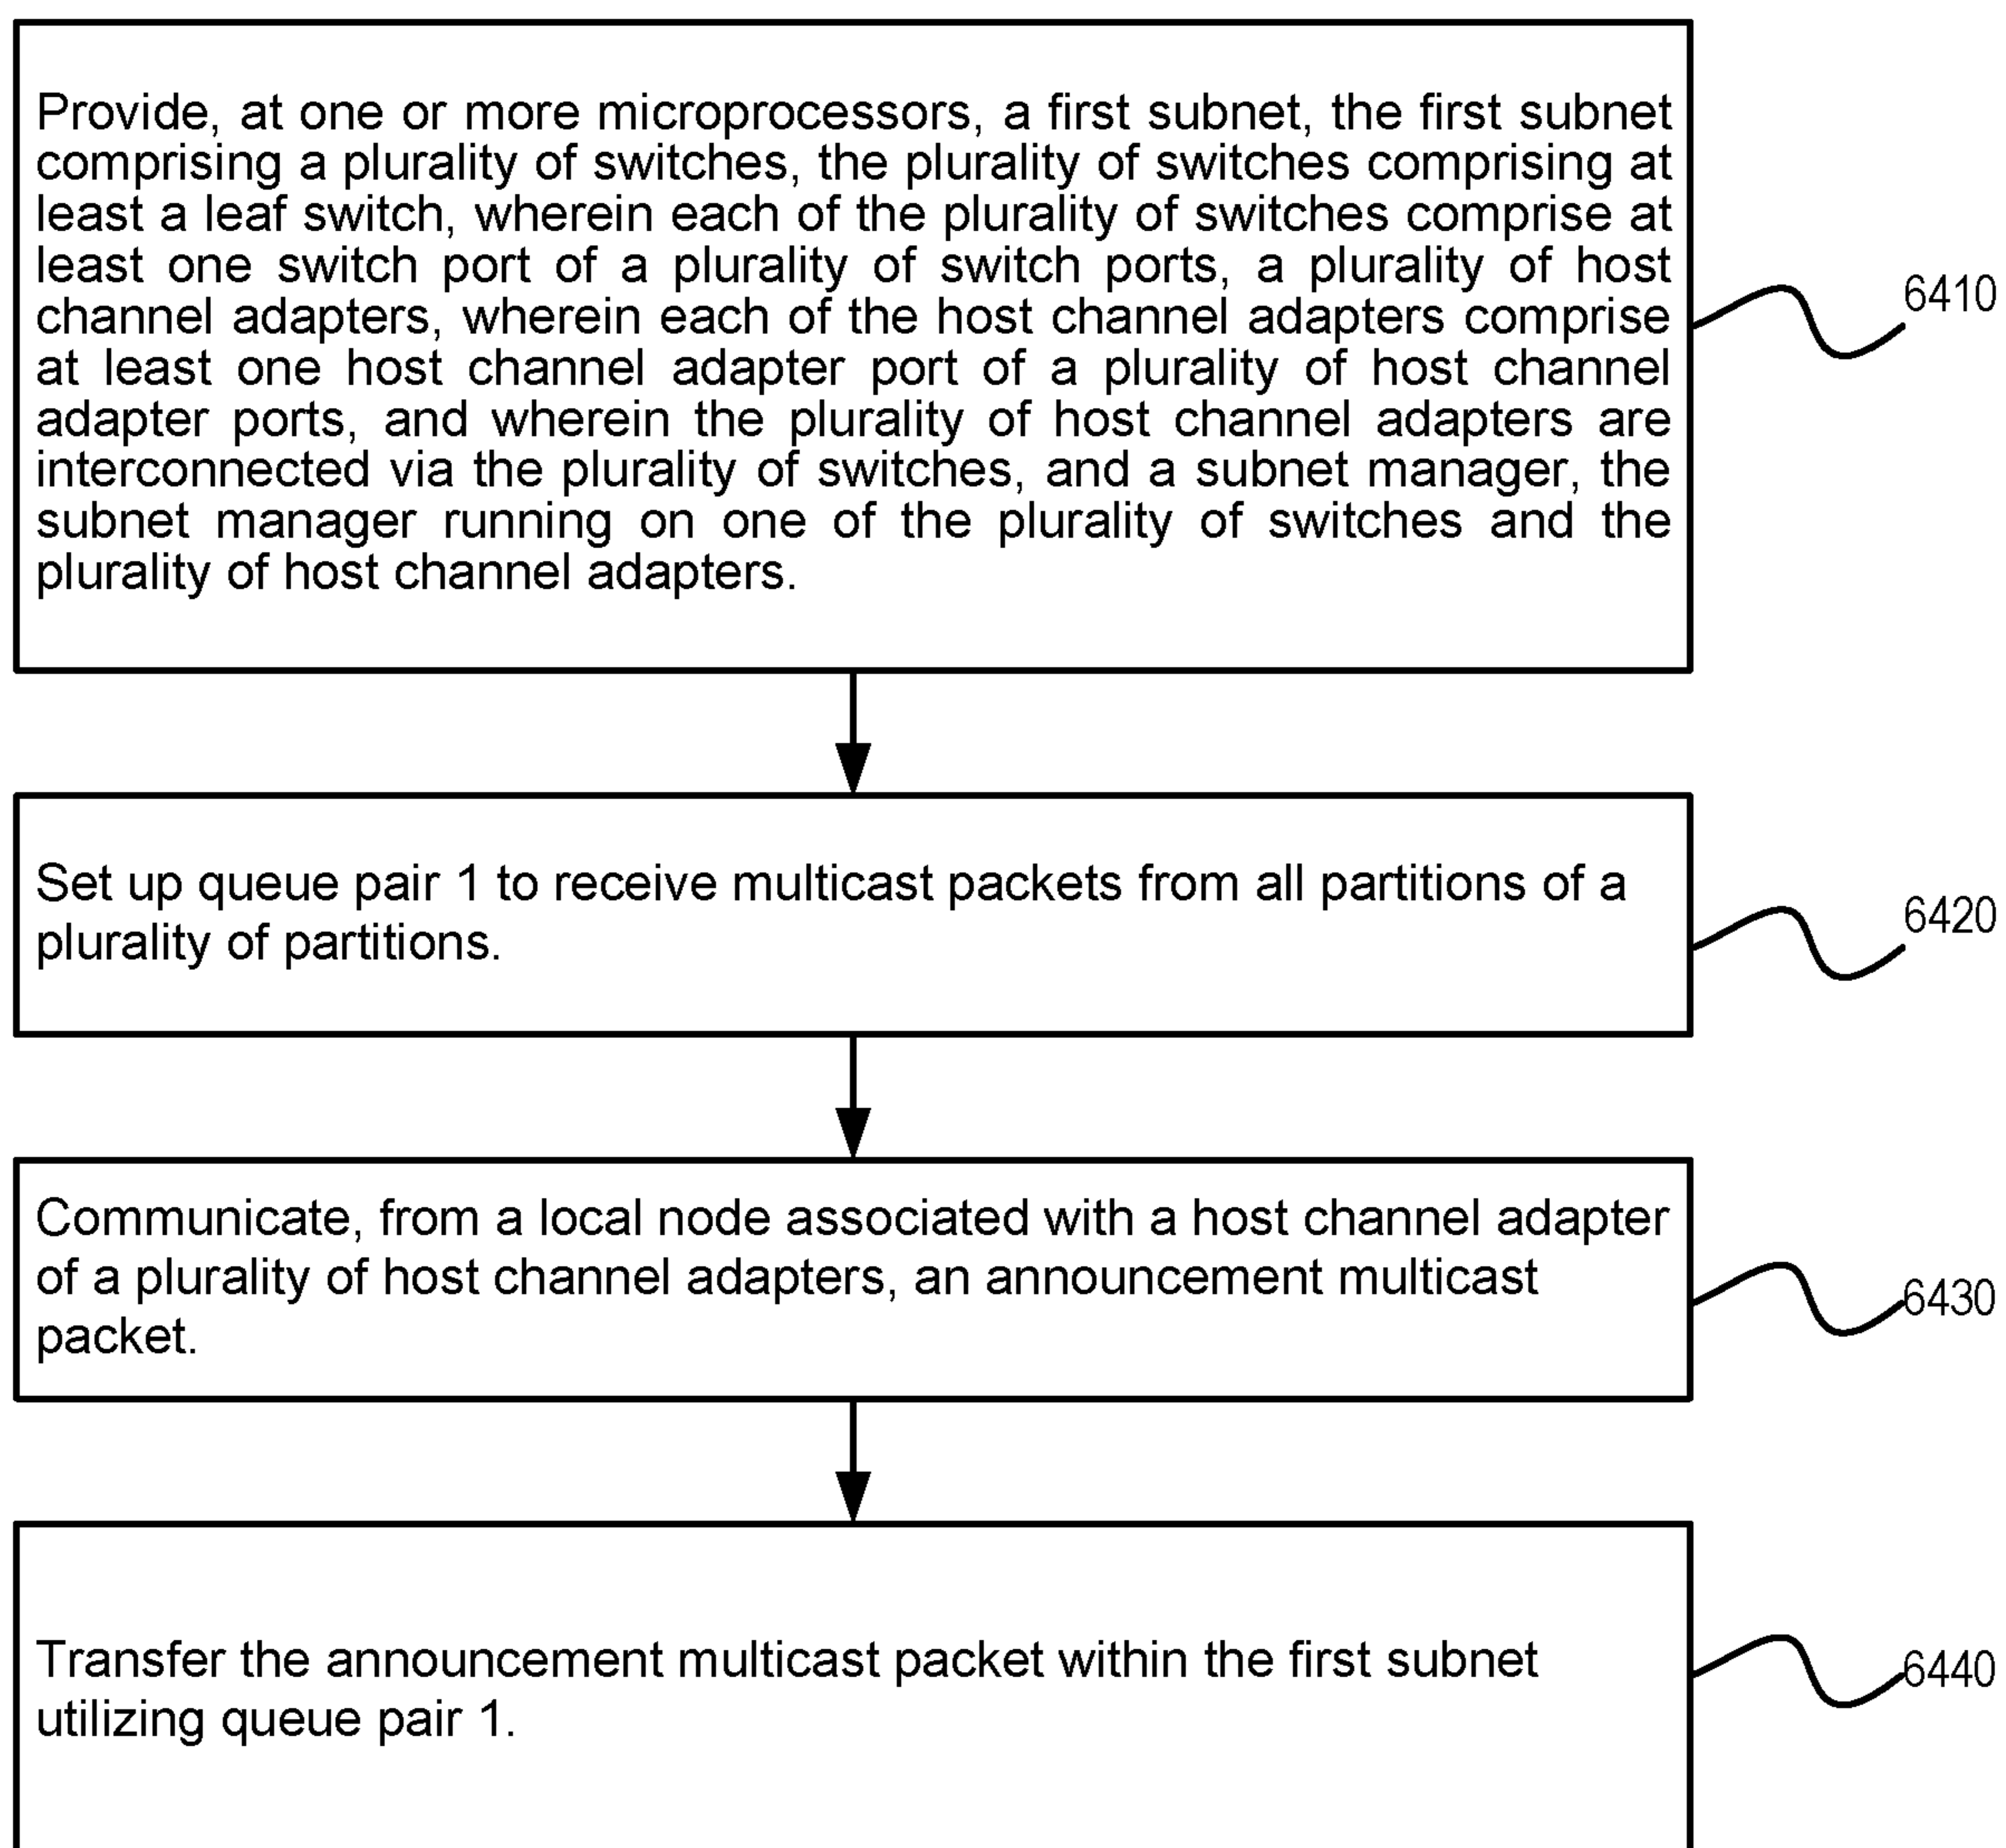 Provide, at one or more microprocessors, a first subnet, the first subnet
comprising a plurality of switches, the plurality of switches comprising at
least a leaf switch, wherein each of the plurality of switches comprise at
least one switch port of a plurality of switch ports, a plurality of host
channel adapters, wherein each of the host channel adapters comprise
at least one host channel adapter port of a plurality of host channel
adapter ports, and wherein the plurality of host channel adapters are
interconnected via the plurality of switches, and a subnet manager, the
subnet manager running on one of the plurality of switches and the
plurality of host channel adapters.
6410
Set up queue pair 1 to receive multicast packets from all partitions of a
plurality of partitions.
6420
Communicate, from a local node associated with a host channel adapter
of a plurality of host channel adapters, an announcement multicast
packet.
6430
Transfer the announcement multicast packet within the first subnet
utilizing queue pair 1.
6440